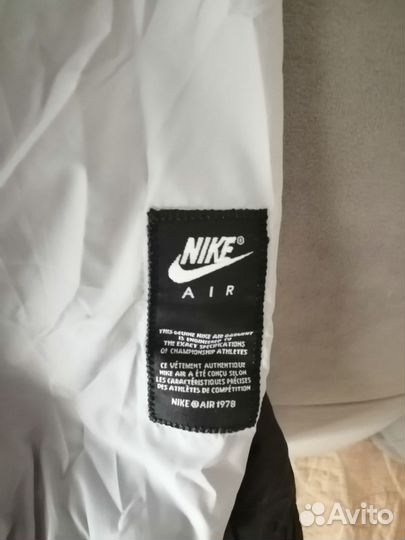 NIKE®
AIR
THIS GENUINE NIKE AIR GARMENT
IS ENGINEERED TO
THE EXACT SPECIFICATIONS
OF CHAMPIONSHIP ATHLETES
CE VÊTEMENT AUTHENTIQUE
NIKE AIR A ÉTÉ CONÇU SELON
LES CARACTÉRISTIQUES PRÉCISES
DES ATHLÈTES DE COMPÉTITION
NIKE @ AIR 1978
Avito